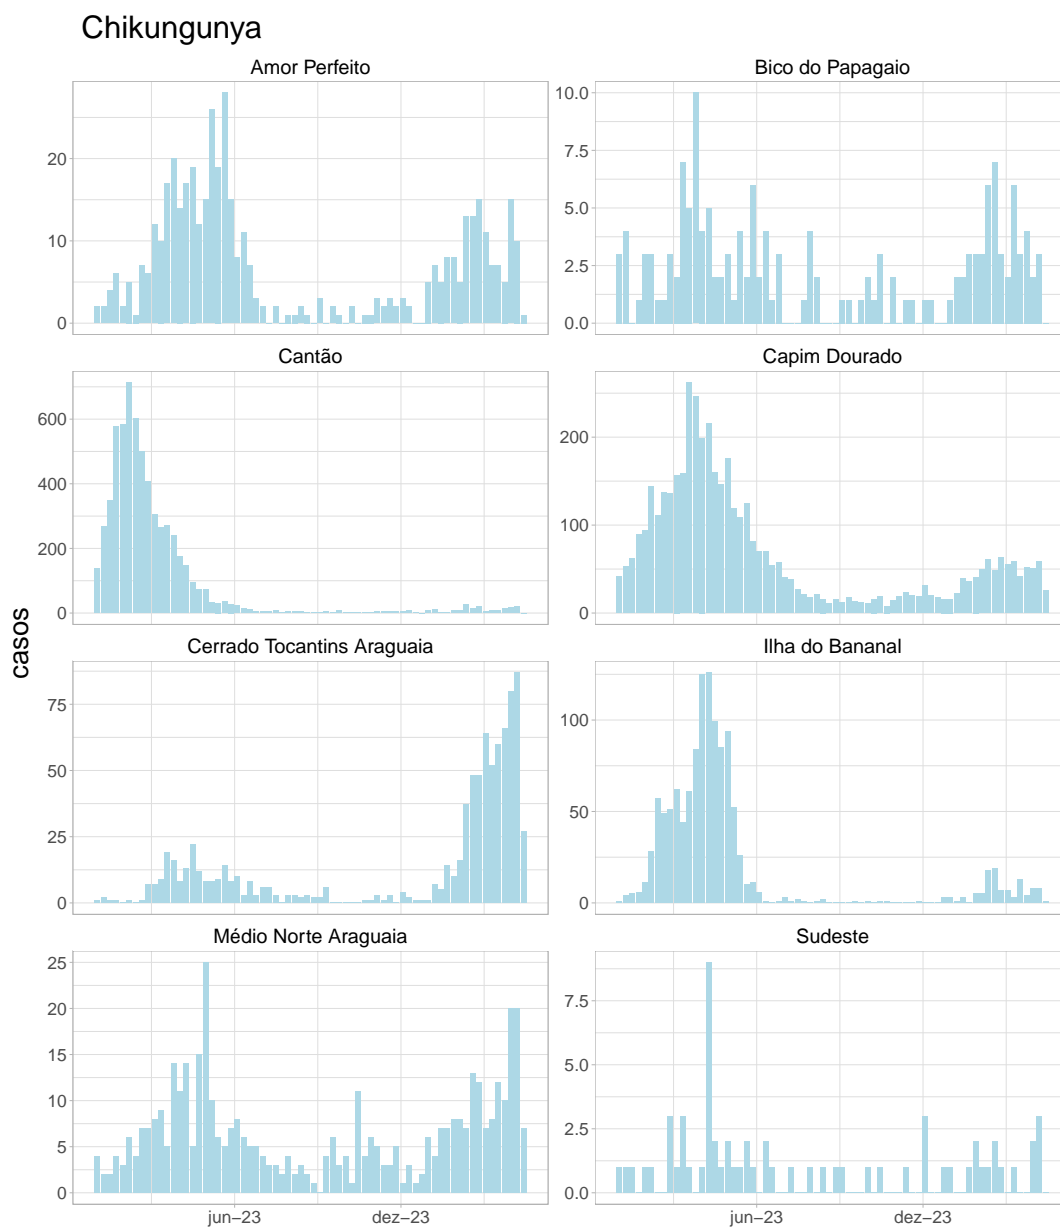 Chikungunya
Amor Perfeito
Bico do Papagaio
20
10
0
10.0
7.5
5.0
2.5
0.0
Cantão
Capim Dourado
600
400
200
0
200
100
0
casos
Cerrado Tocantins Araguaia
Ilha do Bananal
75
50
25
0
100
50
0
Médio Norte Araguaia
Sudeste
25
20
15
10
5
0
7.5
5.0
2.5
0.0
jun−23
dez−23
jun−23
dez−23